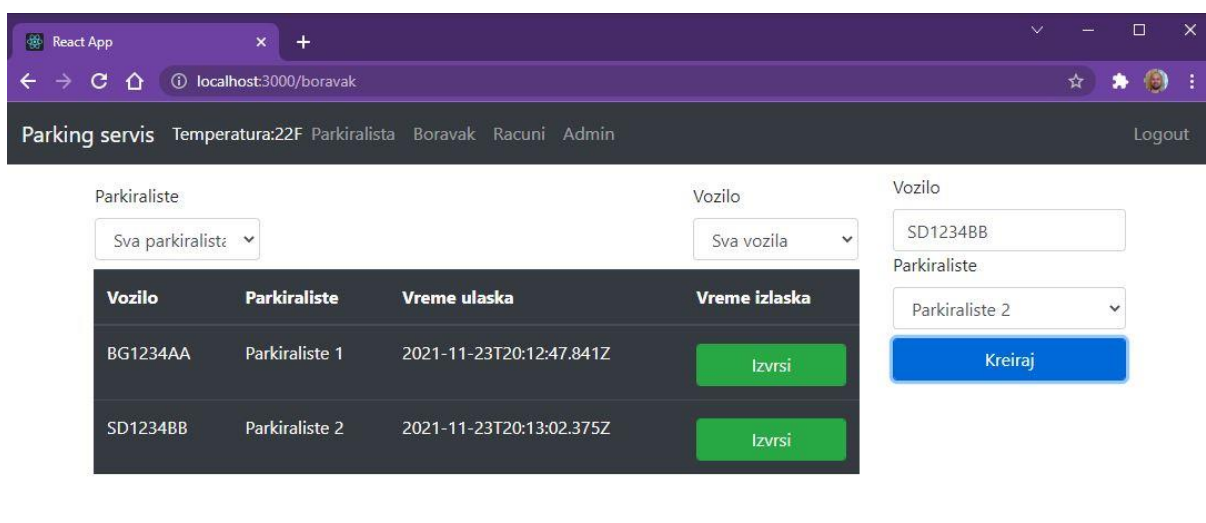 React App
localhost:3000/boravak
Parking servis Temperatura:22F Parkiralista Boravak Racuni Admin Logout
Parkiraliste
Sva parkiralista
Vozilo
Sva vozila
Vozilo Parkiraliste Vreme ulaska Vreme izlaska
BG1234AA Parkiraliste 1 2021-11-23T20:12:47.841Z Izvrsi
SD1234BB Parkiraliste 2 2021-11-23T20:13:02.375Z Izvrsi
Vozilo
SD1234BB
Parkiraliste
Parkiraliste 2
Kreiraj